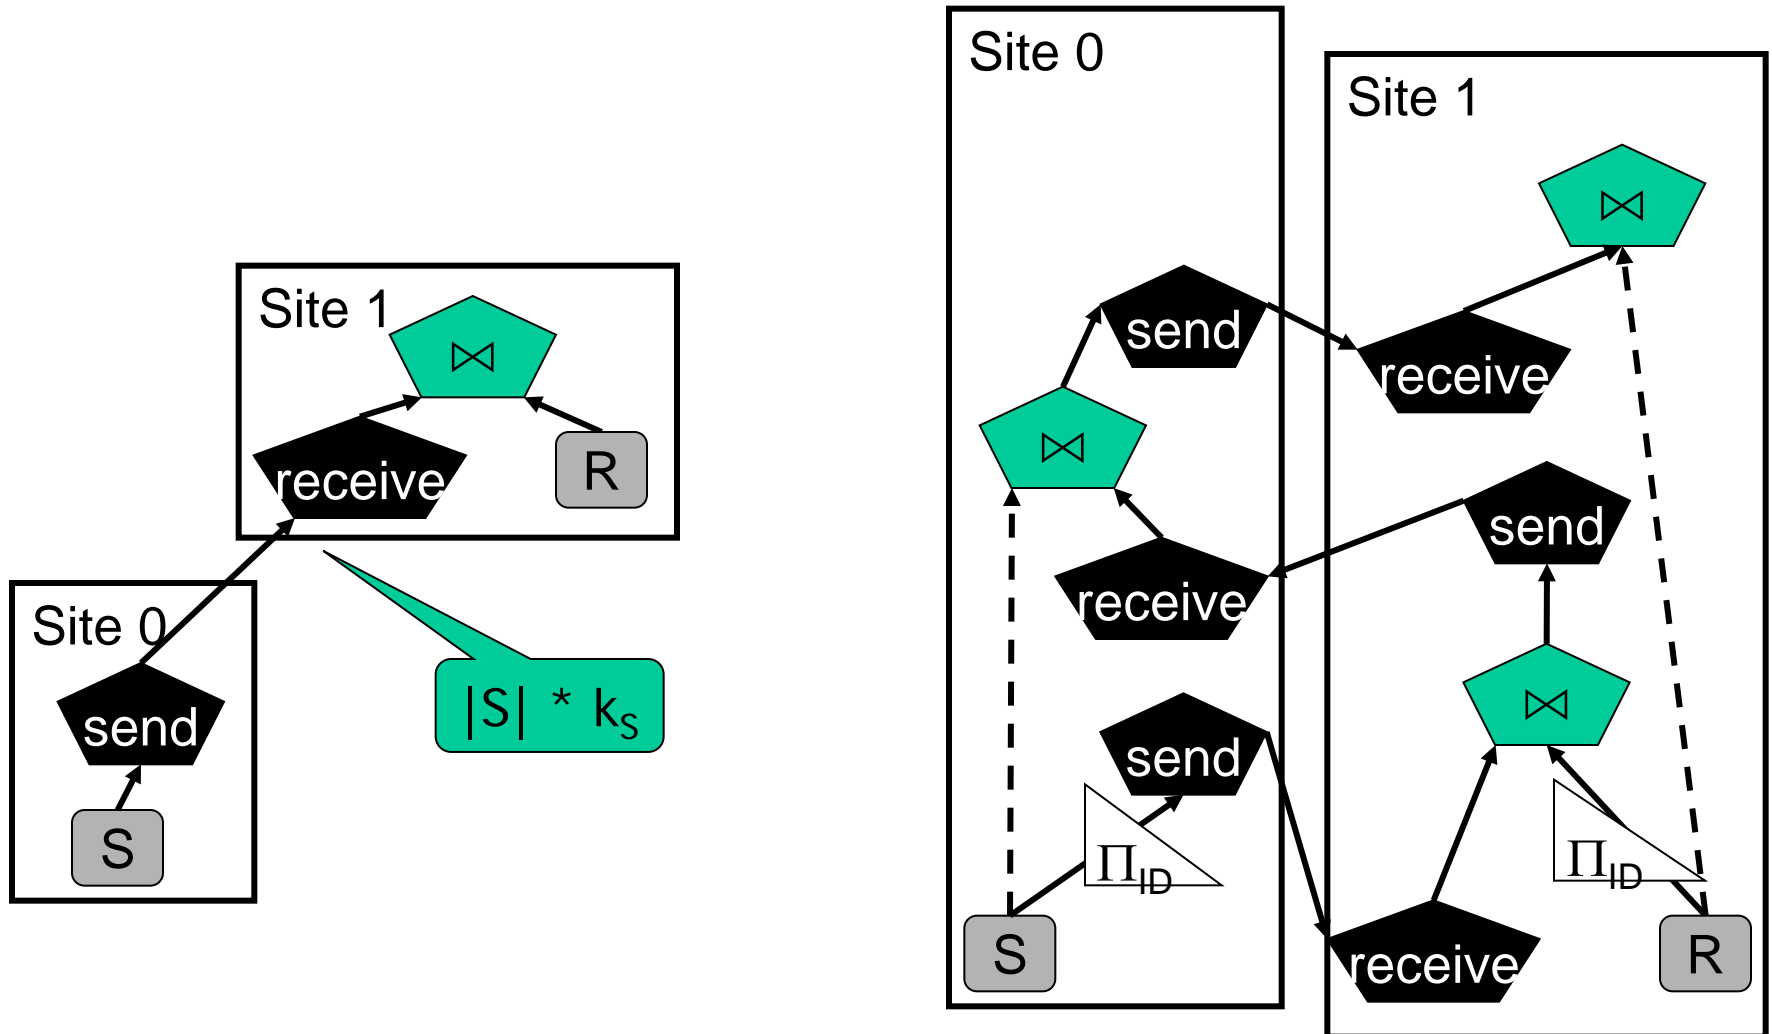 Site 1
⋈
receive
R
Site 0
send
S
|S| * kS
Site 0
send
⋈
receive
send
ΠID
S
Site 1
⋈
receive
send
⋈
ΠID
receive
R